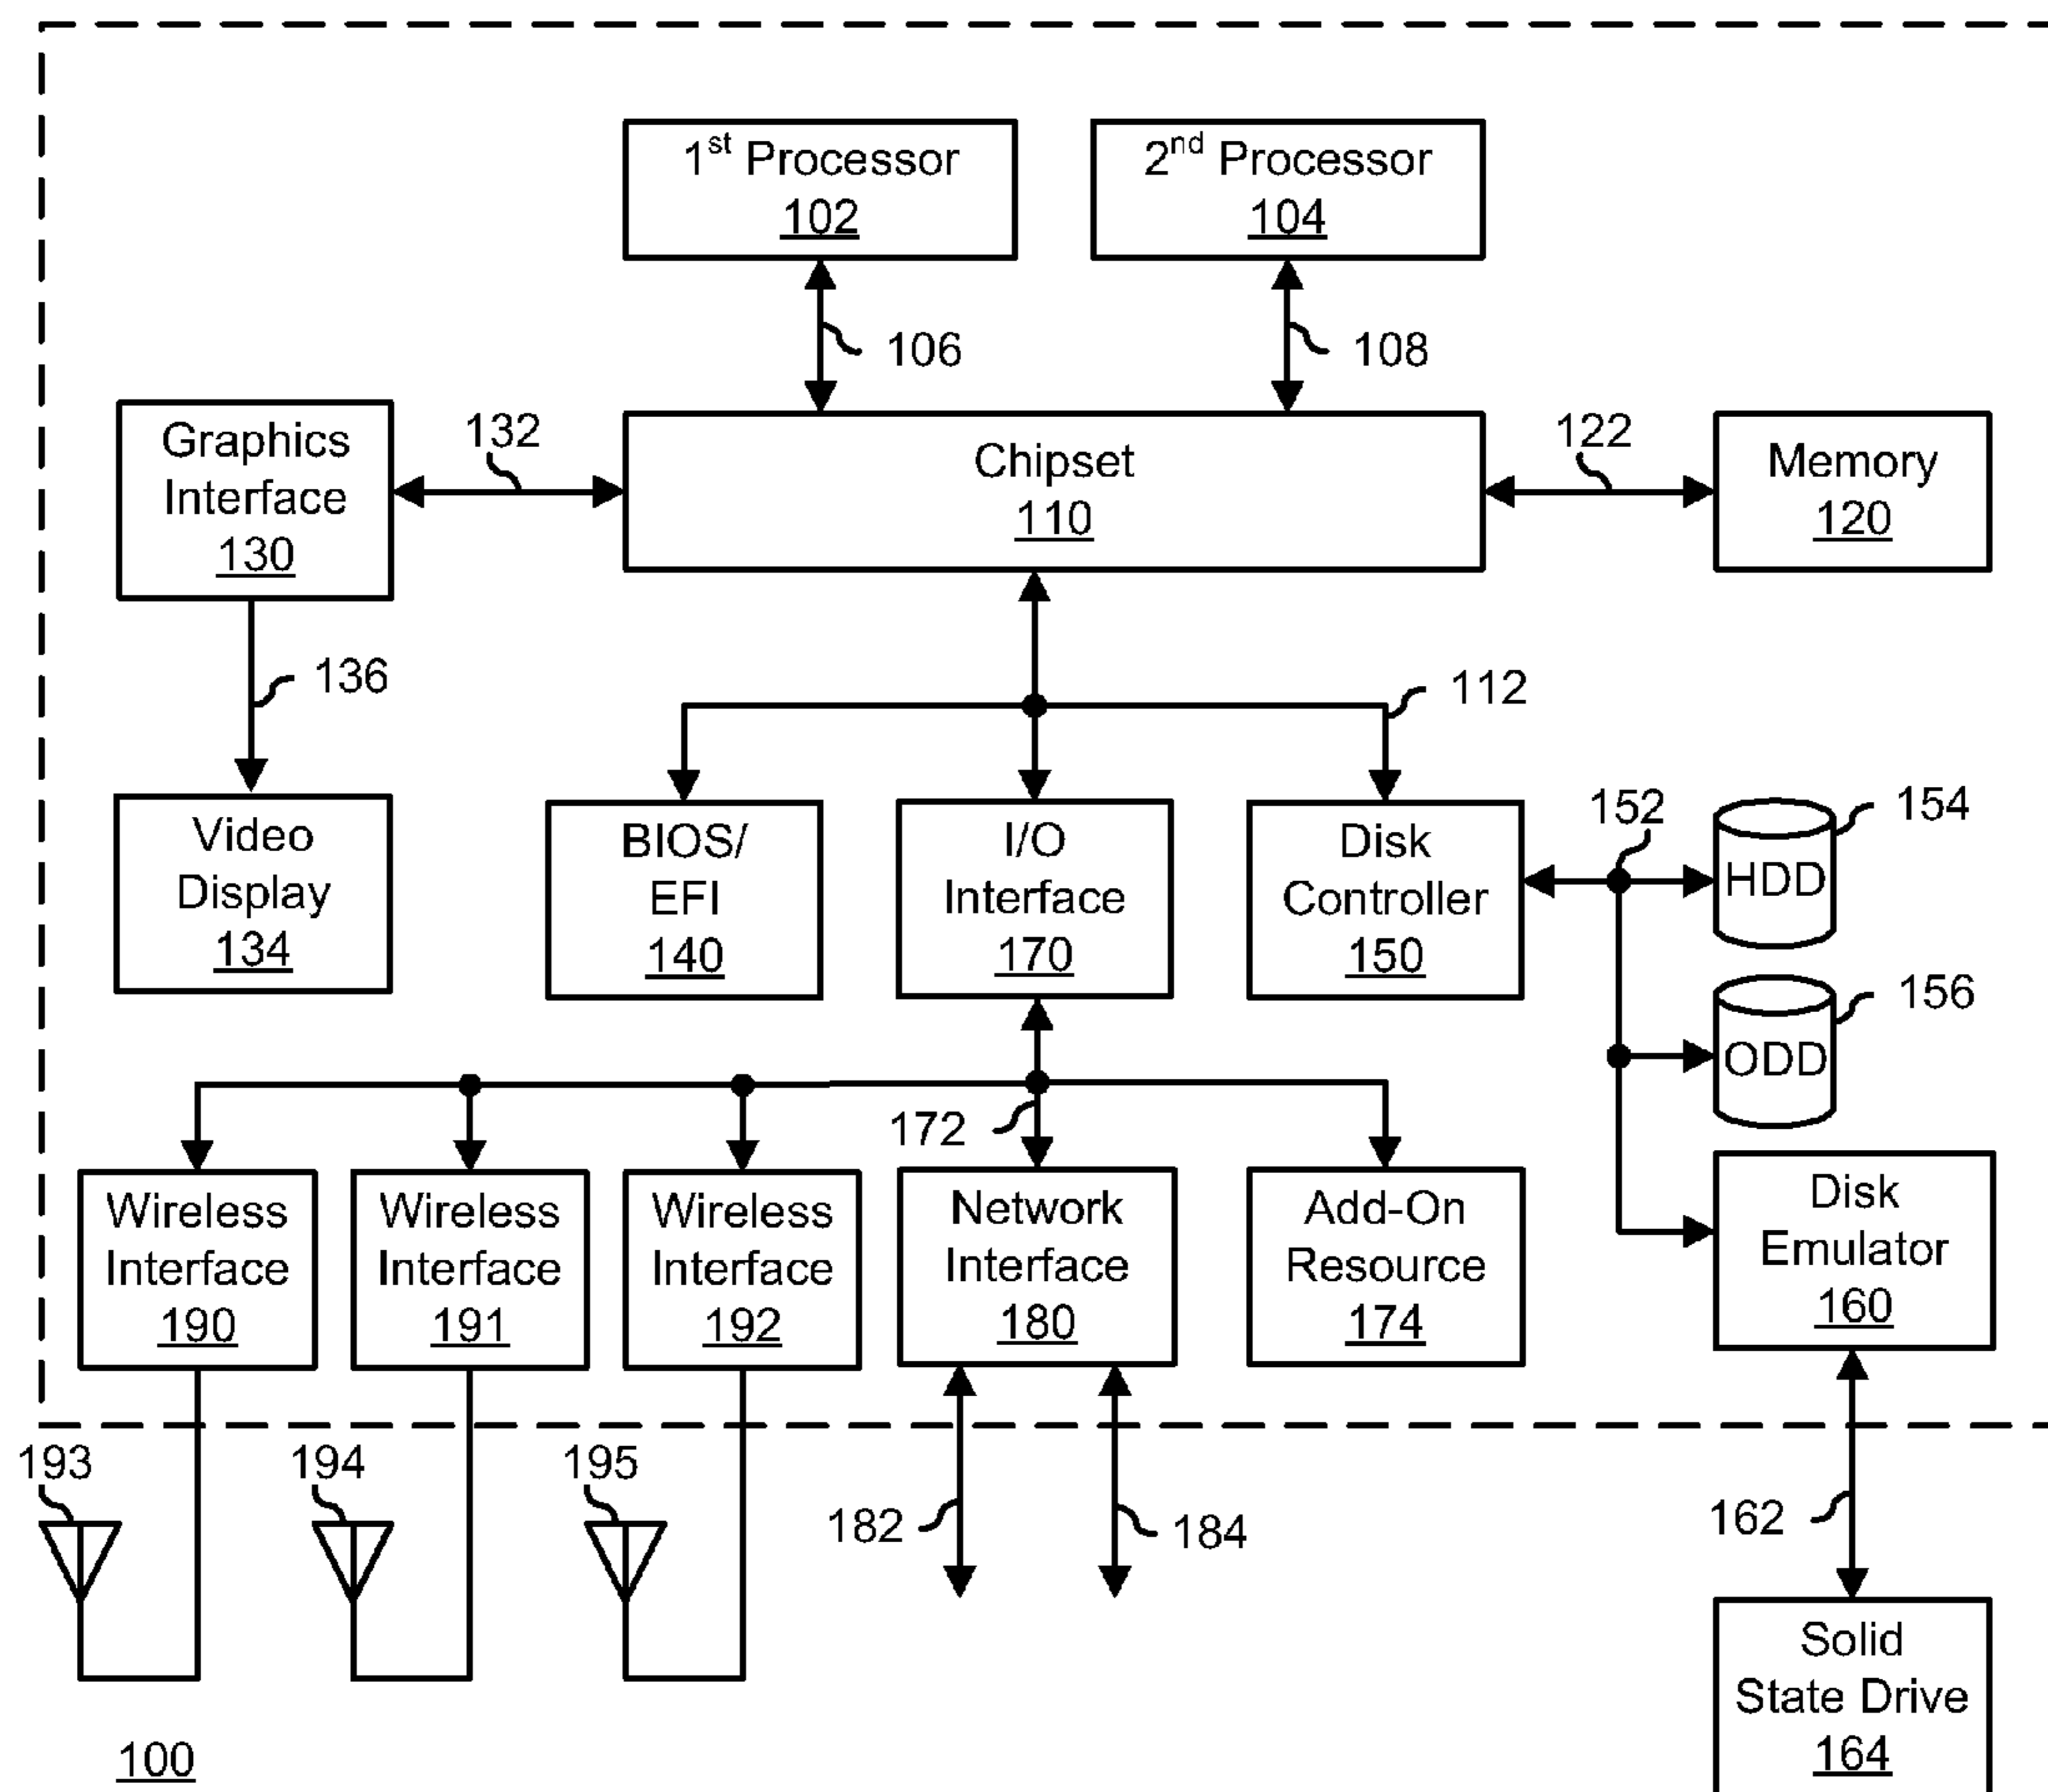 1st Processor
102
2nd Processor
104
106
108
Graphics
Interface
130
132
Chipset
110
122
Memory
120
136
112
Video
Display
134
BIOS/
EFI
140
I/O
Interface
170
Disk
Controller
150
152
154
HDD
156
ODD
172
Wireless
Interface
190
Wireless
Interface
191
Wireless
Interface
192
Network
Interface
180
Add-On
Resource
174
Disk
Emulator
160
193
194
195
182
184
162
Solid
State Drive
164
100